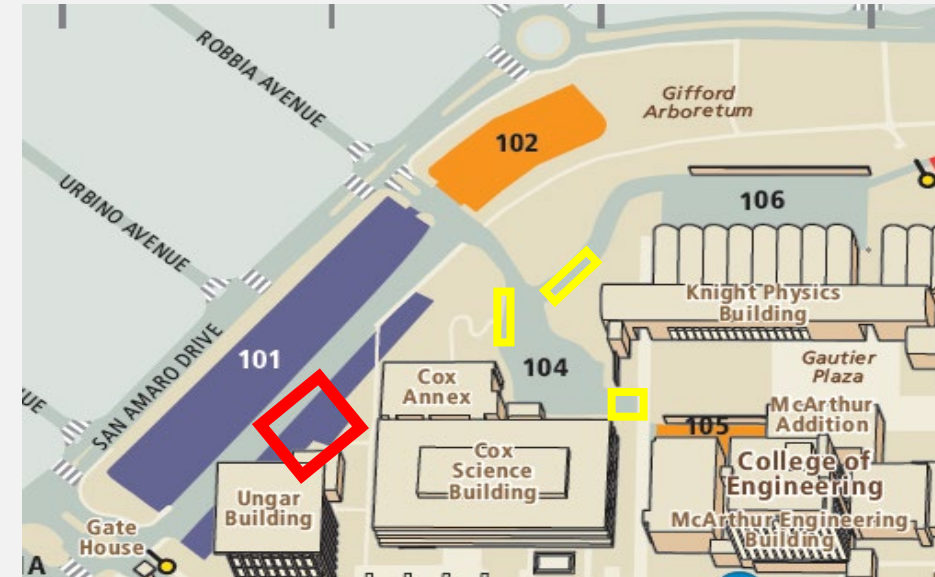 ROBBIA AVENUE
Gifford
Arboretum
102
URBINO AVENUE
106
Knight Physics
Building
SAN AMARO DRIVE
101
104
Cox
Annex
Gautier
Plaza
UE
McArthur
Addition
105
Cox
Science
Building
College of
Engineering
Ungar
Building
McArthur Engineering
Building
Gate
House
A